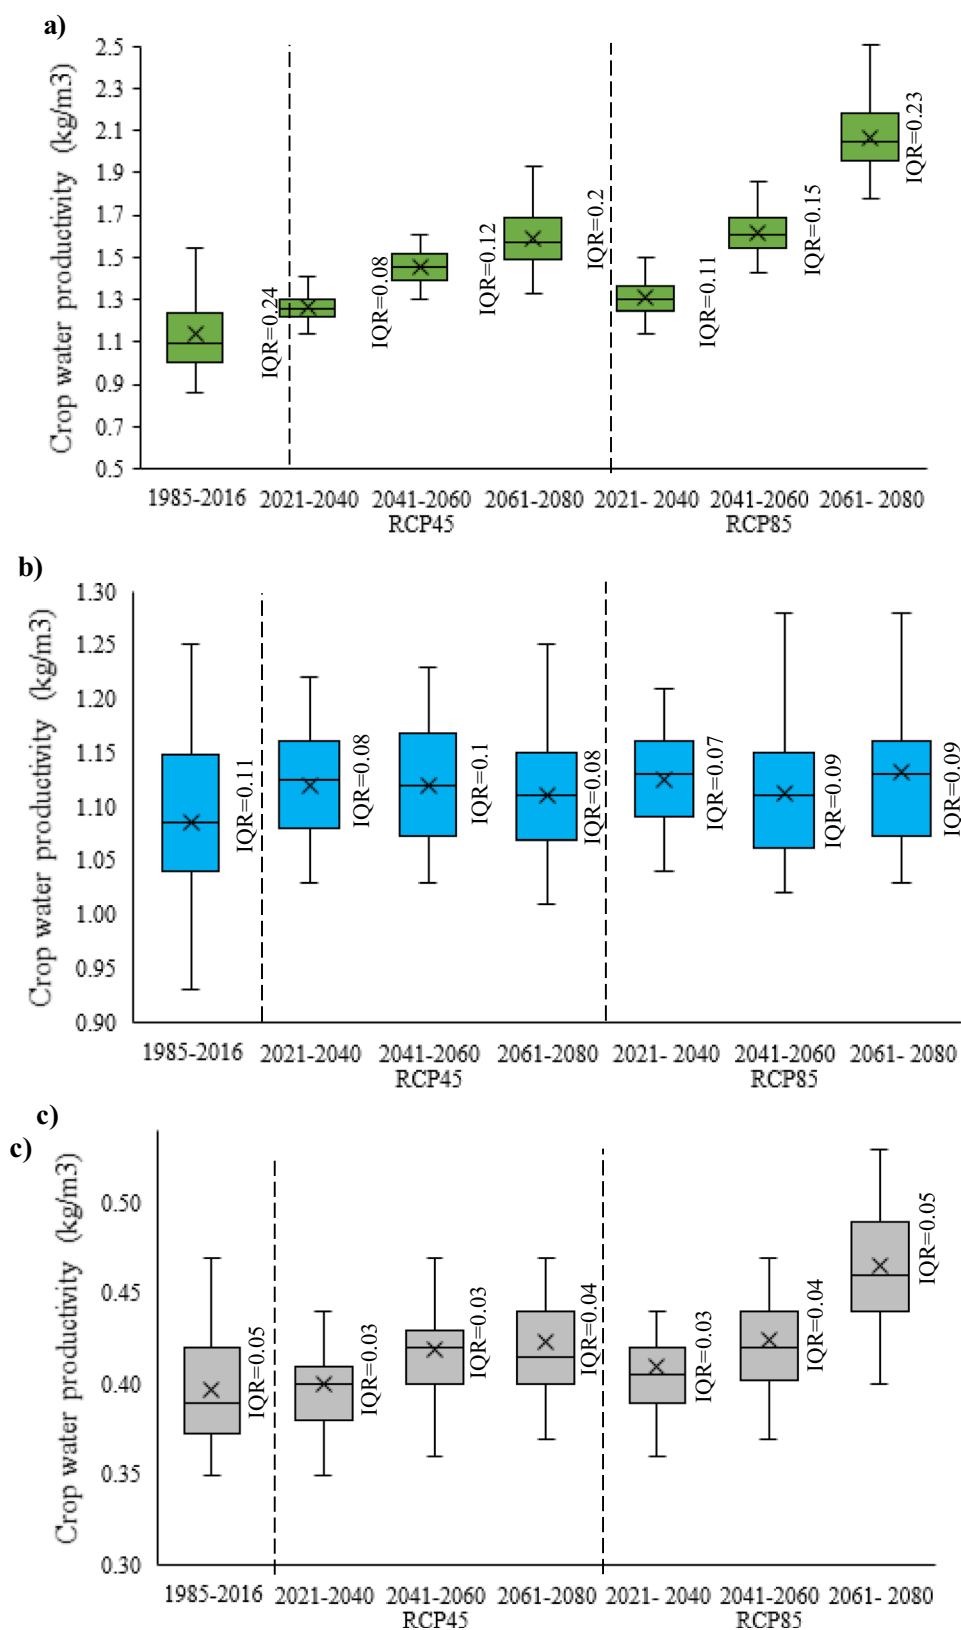 a)
Crop water productivity (kg/m3)
2.5
2.3
2.1
1.9
1.7
1.5
1.3
1.1
0.9
0.7
0.5
IQR=0.24
IQR=0.08
IQR=0.12
IQR=0.2
IQR=0.11
IQR=0.15
IQR=0.23
1985-2016 2021-2040 2041-2060 2061-2080 2021- 2040 2041-2060 2061- 2080
RCP45 RCP85
b)
Crop water productivity (kg/m3)
1.30
1.25
1.20
1.15
1.10
1.05
1.00
0.95
0.90
IQR=0.11
IQR=0.08
IQR=0.1
IQR=0.08
IQR=0.07
IQR=0.09
IQR=0.09
1985-2016 2021-2040 2041-2060 2061-2080 2021- 2040 2041-2060 2061- 2080
RCP45 RCP85
c)
c)
Crop water productivity (kg/m3)
0.50
0.45
0.40
0.35
0.30
IQR=0.05
IQR=0.03
IQR=0.03
IQR=0.04
IQR=0.03
IQR=0.04
IQR=0.05
1985-2016 2021-2040 2041-2060 2061-2080 2021- 2040 2041-2060 2061- 2080
RCP45 RCP85